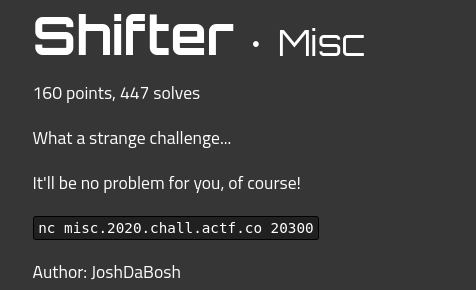 Shifter · Misc
160 points, 447 solves
What a strange challenge...
It'll be no problem for you, of course!
nc misc.2020.chall.actf.co 20300
Author: JoshDaBosh